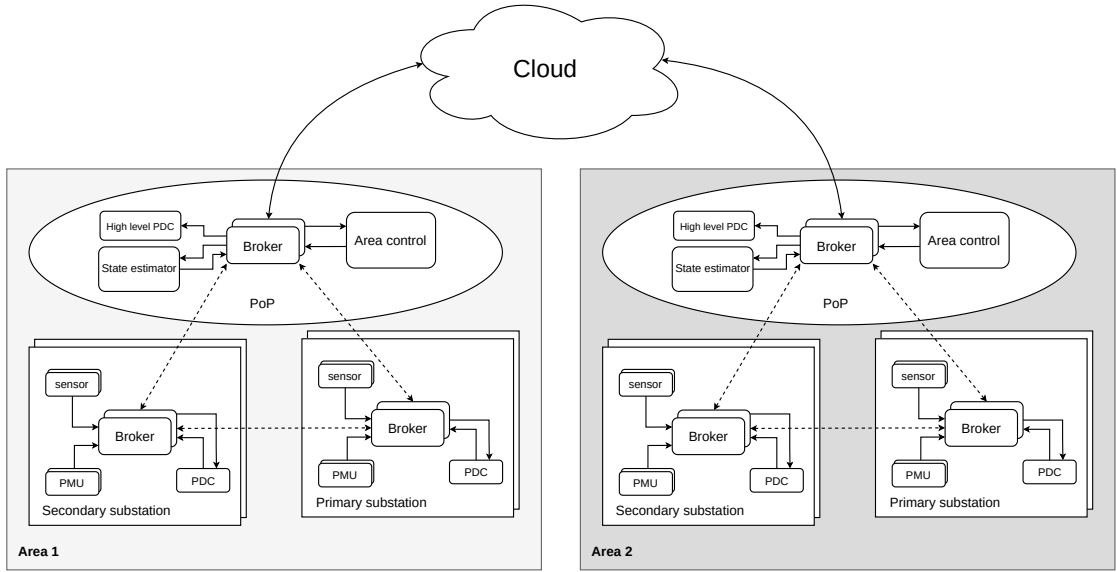 Cloud
High level PDC
Broker
Area control
State estimator
PoP
sensor
Broker
PMU
PDC
Secondary substation
sensor
Broker
PMU
PDC
Primary substation
Area 1
High level PDC
Broker
Area control
State estimator
PoP
sensor
Broker
PMU
PDC
Secondary substation
sensor
Broker
PMU
PDC
Primary substation
Area 2